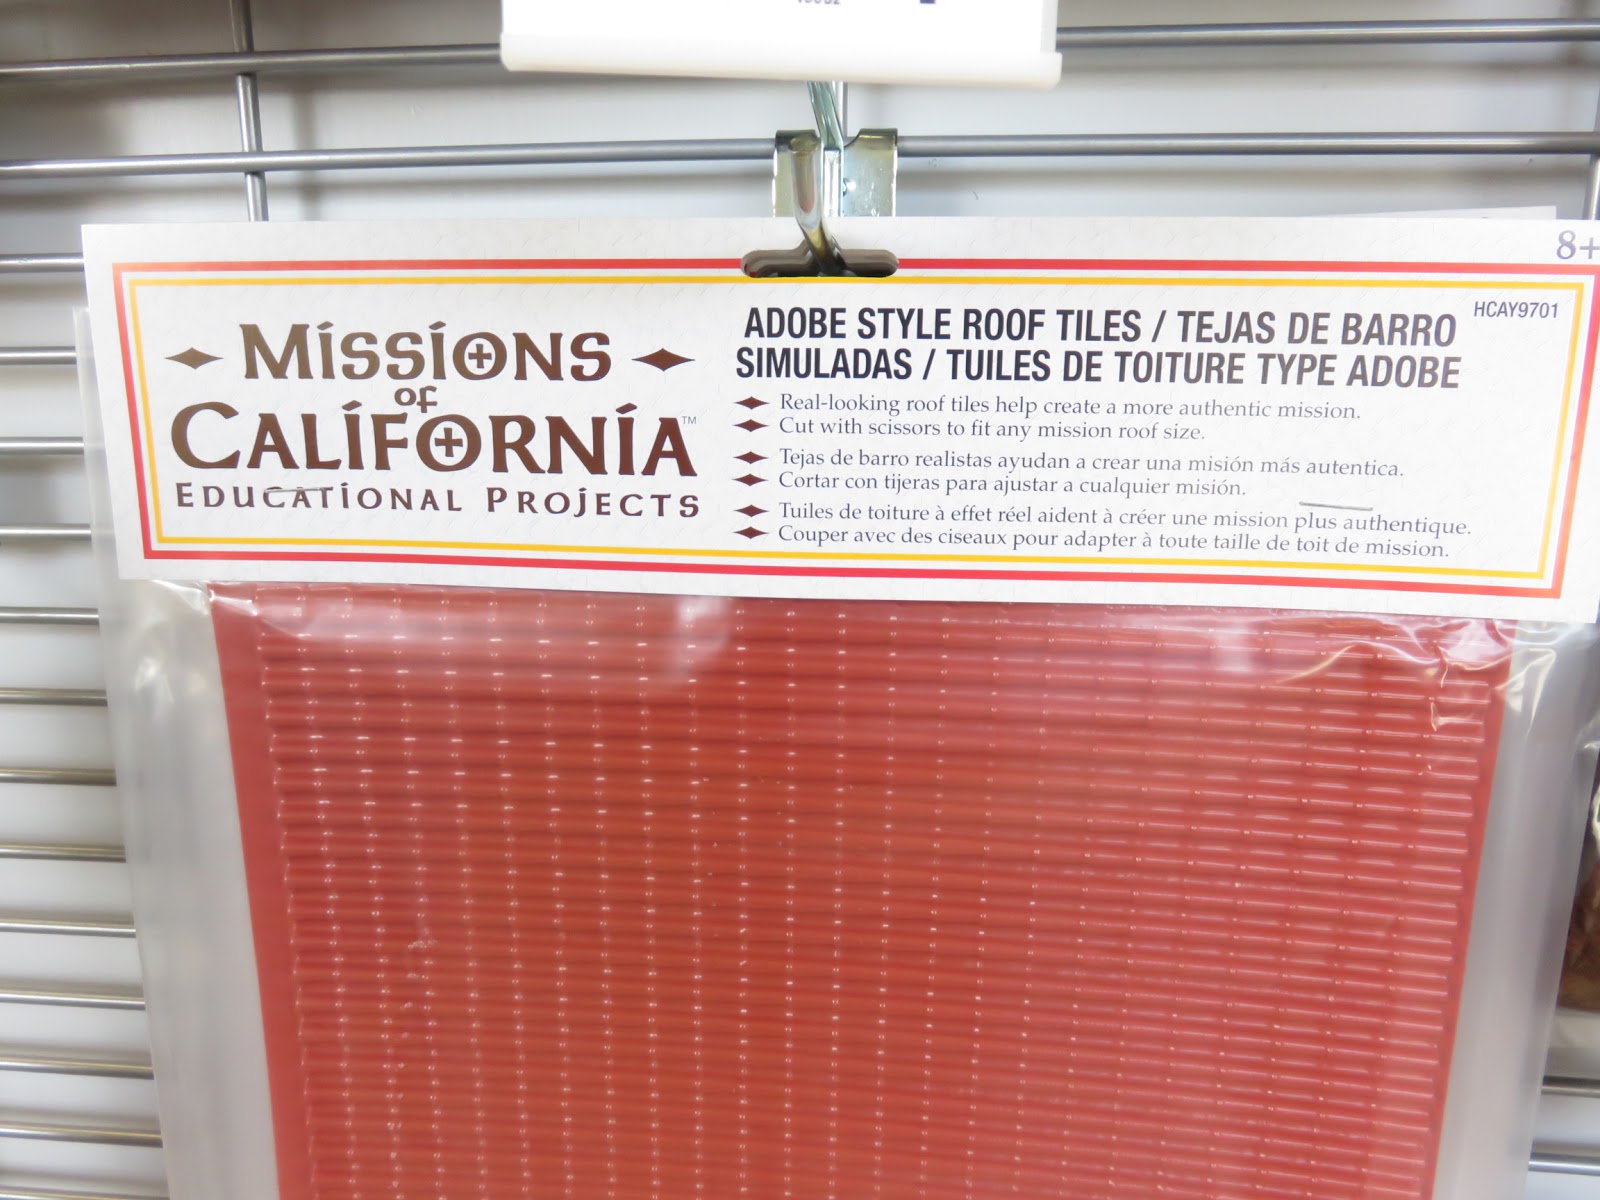 8+
HCAY9701
MISSIONS
OF
CALIFORNIA™
EDUCATIONAL PROJECTS
ADOBE STYLE ROOF TILES / TEJAS DE BARRO
SIMULADAS / TUILES DE TOITURE TYPE ADOBE
Real-looking roof tiles help create a more authentic mission.
Cut with scissors to fit any mission roof size.
Tejas de barro realistas ayudan a crear una misión más autentica.
Cortar con tijeras para ajustar a cualquier misión.
Tuiles de toiture à effet réel aident à créer une mission plus authentique.
Couper avec des ciseaux pour adapter à toute taille de toit de mission.